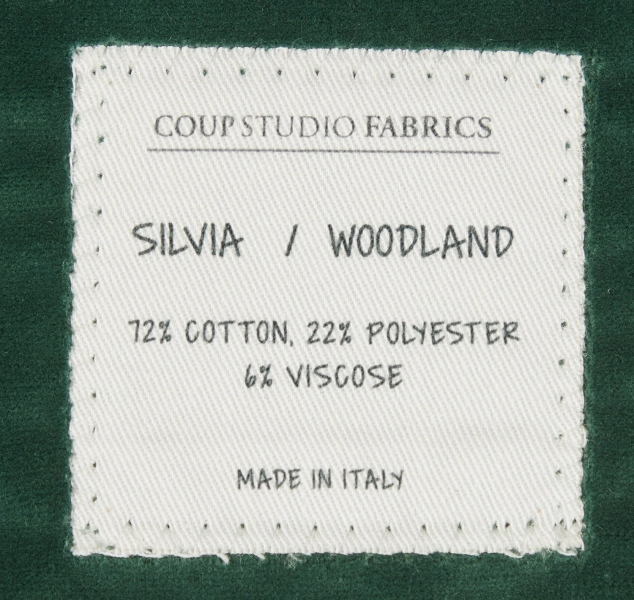 COUP STUDIO FABRICS
SILVIA / WOODLAND
72% COTTON, 22% POLYESTER
6% VISCOSE
MADE IN ITALY